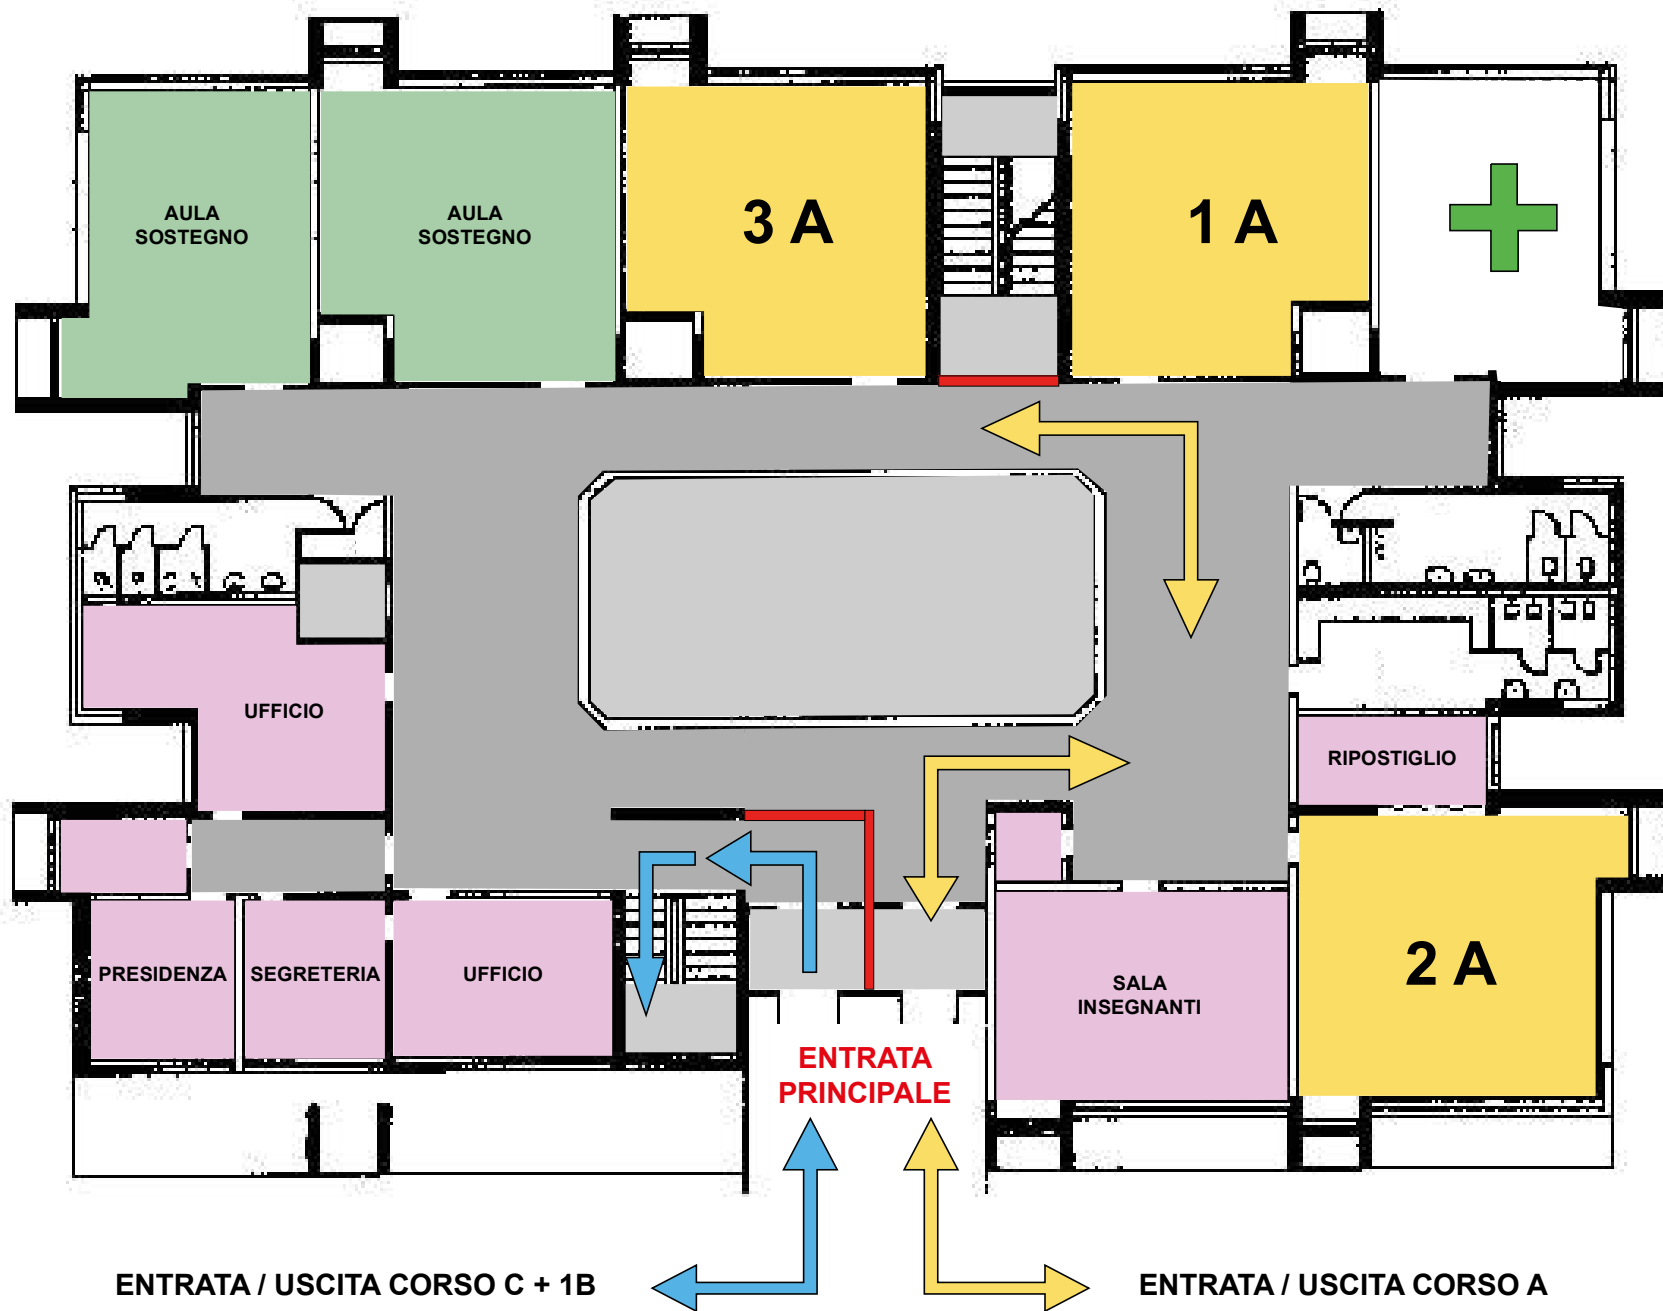 AULA
SOSTEGNO
AULA
SOSTEGNO
3 A
1 A
UFFICIO
RIPOSTIGLIO
PRESIDENZA
SEGRETERIA
UFFICIO
SALA
INSEGNANTI
2 A
ENTRATA
PRINCIPALE
ENTRATA / USCITA CORSO C + 1B
ENTRATA / USCITA CORSO A